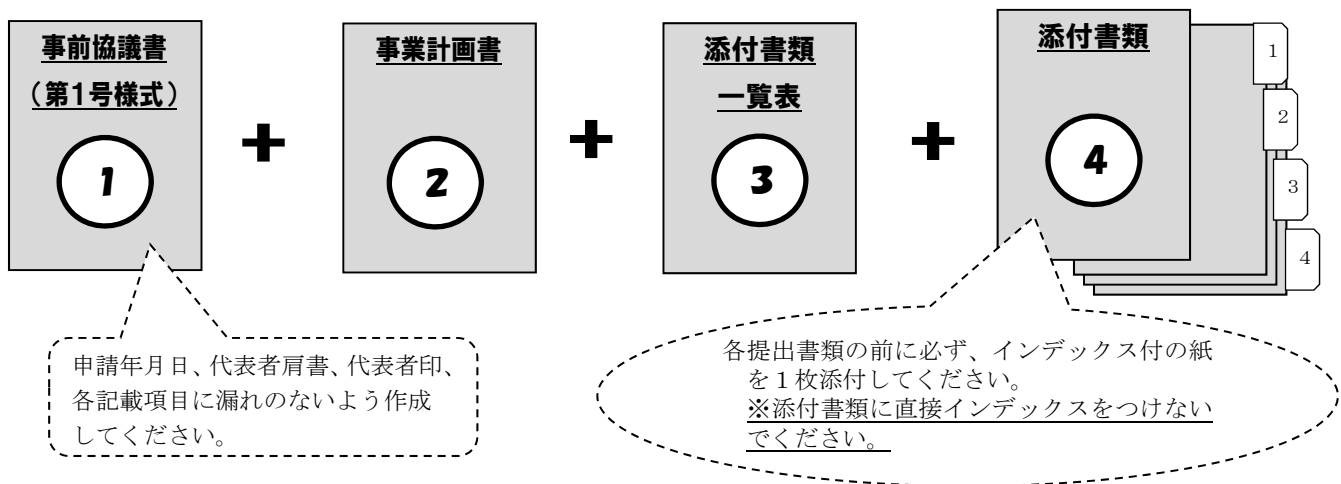 事前協議書
（第1号様式）
1
+
事業計画書
2
+
添付書類
一覧表
3
+
添付書類
4
1
2
3
4
申請年月日、代表者肩書、代表者印、
各記載項目に漏れのないよう作成
してください。
各提出書類の前に必ず、インデックス付の紙
を１枚添付してください。
※添付書類に直接インデックスをつけない
でください。